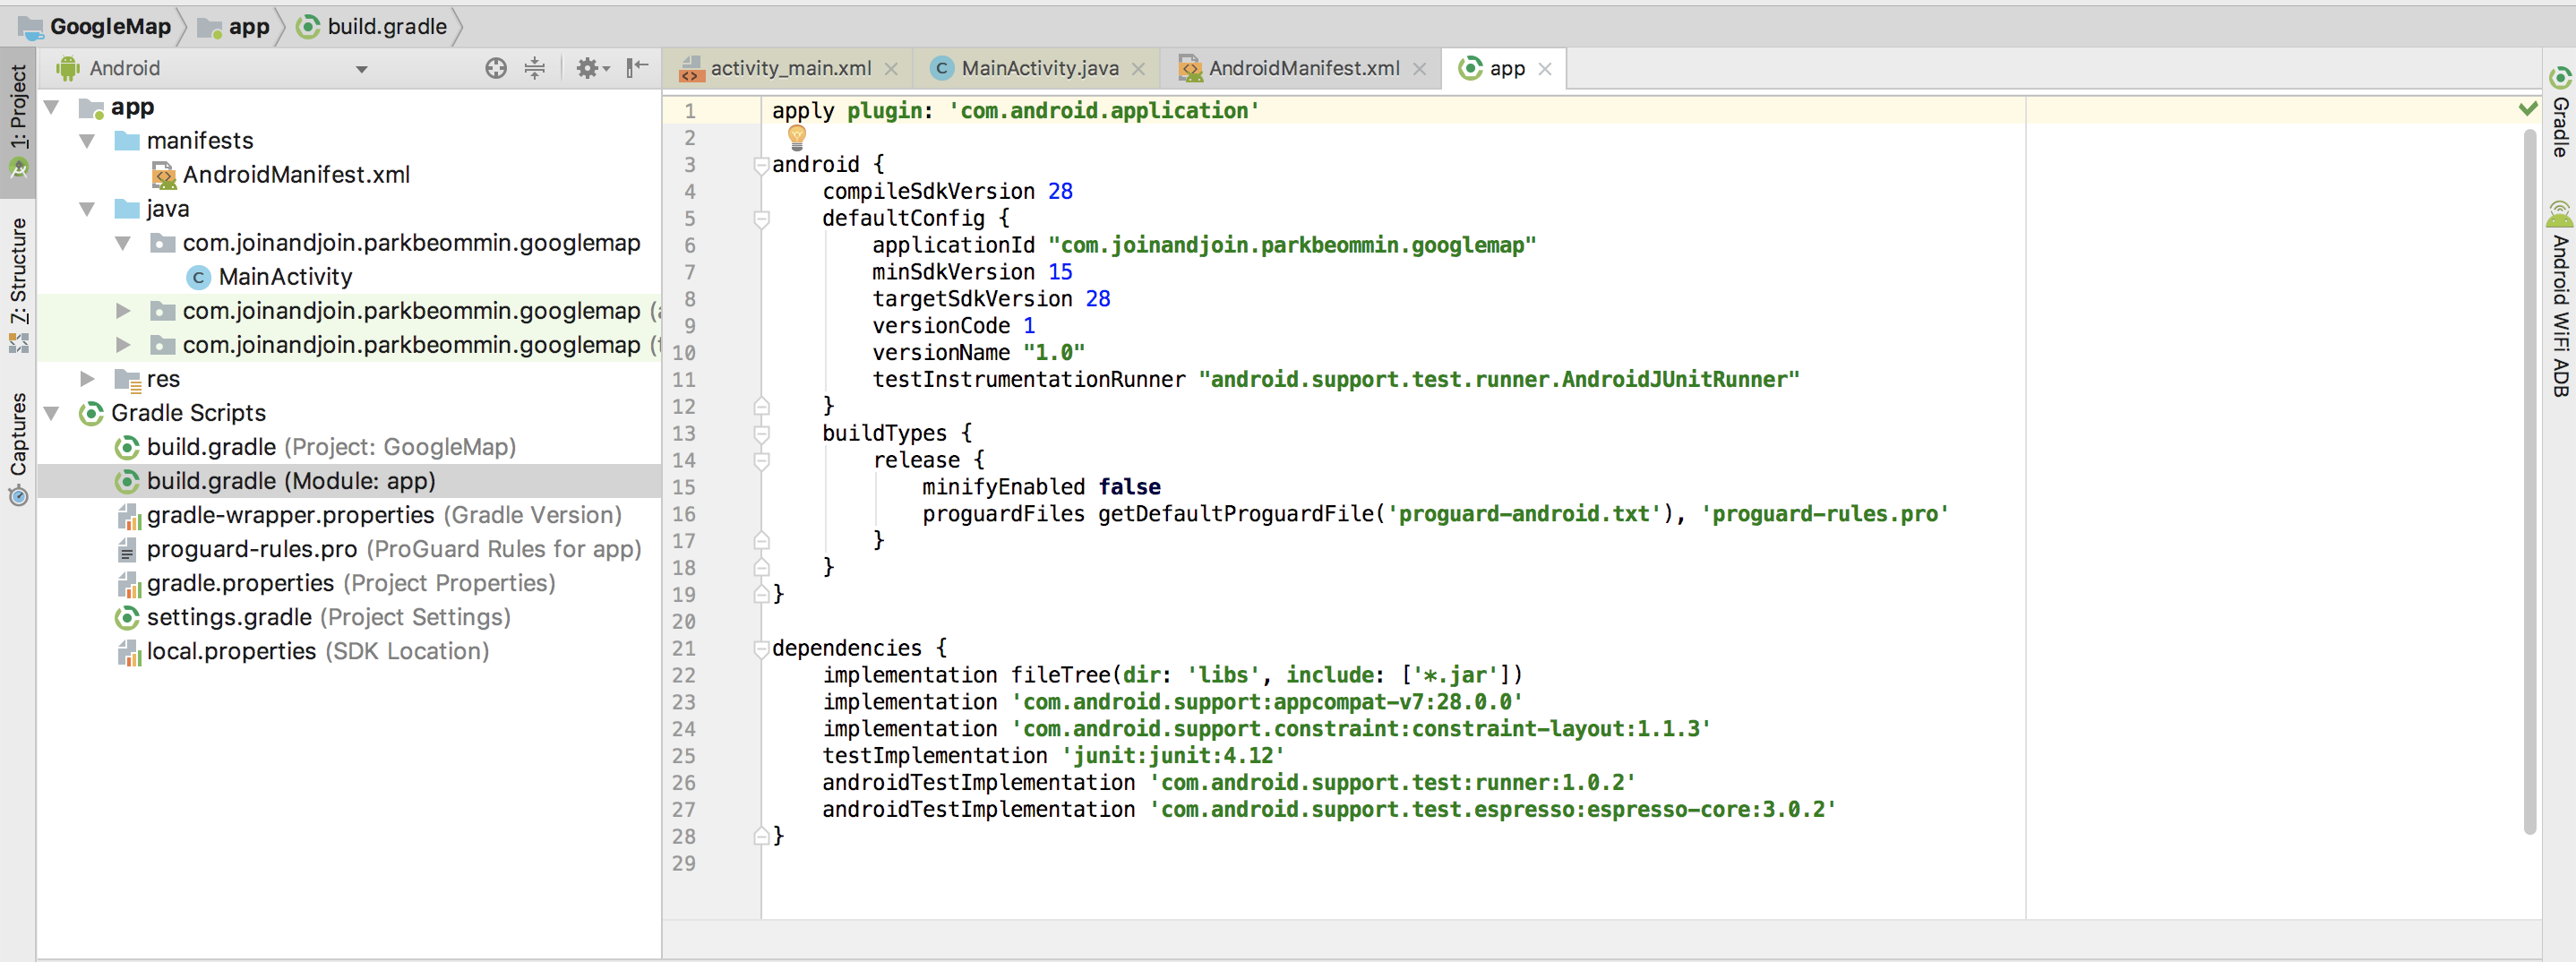 GoogleMap app build.gradle
1: Project
7: Structure
Captures
Android
app
manifests
AndroidManifest.xml
java
com.joinandjoin.parkbeommin.googlemap
MainActivity
com.joinandjoin.parkbeommin.googlemap
com.joinandjoin.parkbeommin.googlemap
res
Gradle Scripts
build.gradle (Project: GoogleMap)
build.gradle (Module: app)
gradle-wrapper.properties (Gradle Version)
proguard-rules.pro (ProGuard Rules for app)
gradle.properties (Project Properties)
settings.gradle (Project Settings)
local.properties (SDK Location)
activity_main.xml MainActivity.java AndroidManifest.xml app
1 apply plugin: 'com.android.application'
2
3 android {
4 compileSdkVersion 28
5 defaultConfig {
6 applicationId "com.joinandjoin.parkbeommin.googlemap"
7 minSdkVersion 15
8 targetSdkVersion 28
9 versionCode 1
10 versionName "1.0"
11 testInstrumentationRunner "android.support.test.runner.AndroidJUnitRunner"
12 }
13 buildTypes {
14 release {
15 minifyEnabled false
16 proguardFiles getDefaultProguardFile('proguard-android.txt'), 'proguard-rules.pro'
17 }
18 }
19 }
20
21 dependencies {
22 implementation fileTree(dir: 'libs', include: ['*.jar'])
23 implementation 'com.android.support:appcompat-v7:28.0.0'
24 implementation 'com.android.support.constraint:constraint-layout:1.1.3'
25 testImplementation 'junit:junit:4.12'
26 androidTestImplementation 'com.android.support.test:runner:1.0.2'
27 androidTestImplementation 'com.android.support.test.espresso:espresso-core:3.0.2'
28 }
29
Gradle
Android WiFi ADB